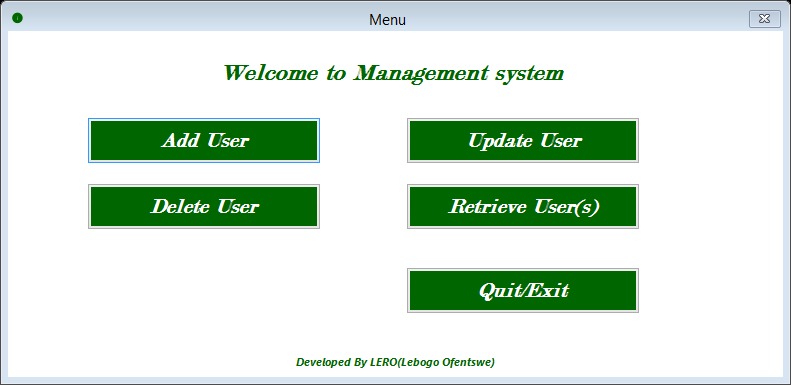 Menu
Welcome to Management system
Add User
Update User
Delete User
Retrieve User(s)
Quit/Exit
Developed By LERO(Lebogo Ofentswe)